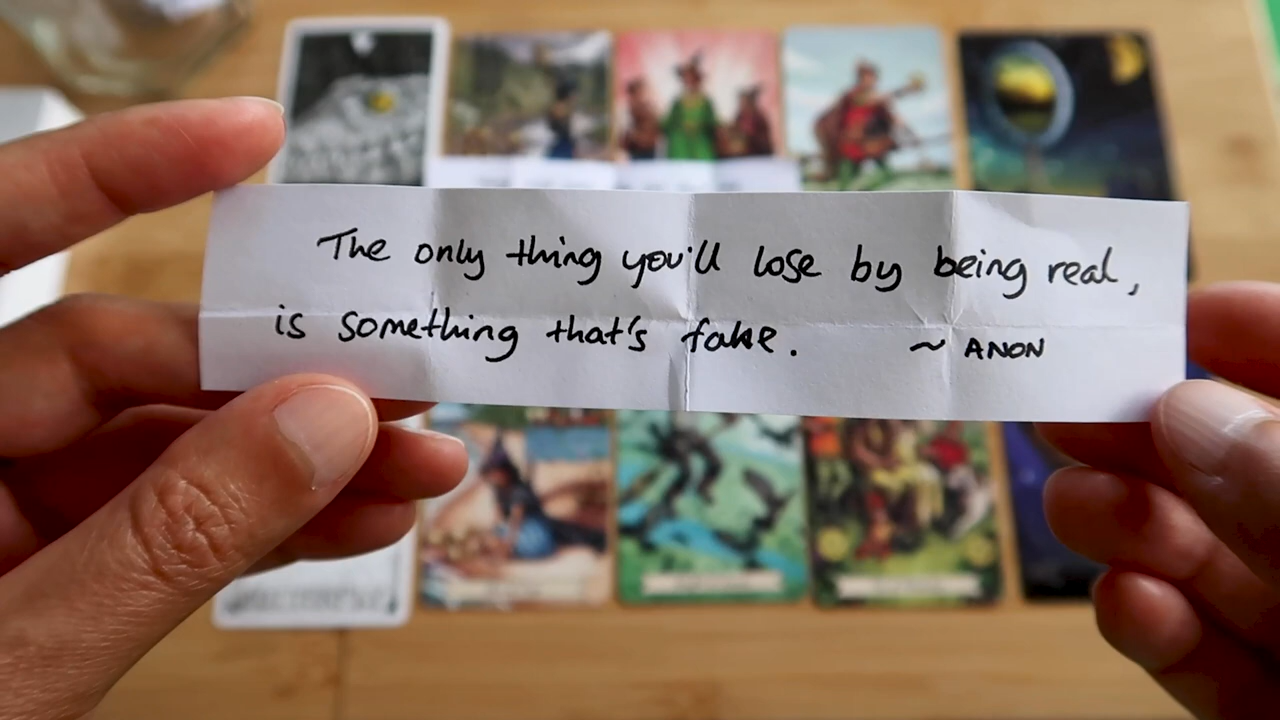 The only thing you'll lose by being real,
is something that's fake. ~ ANON